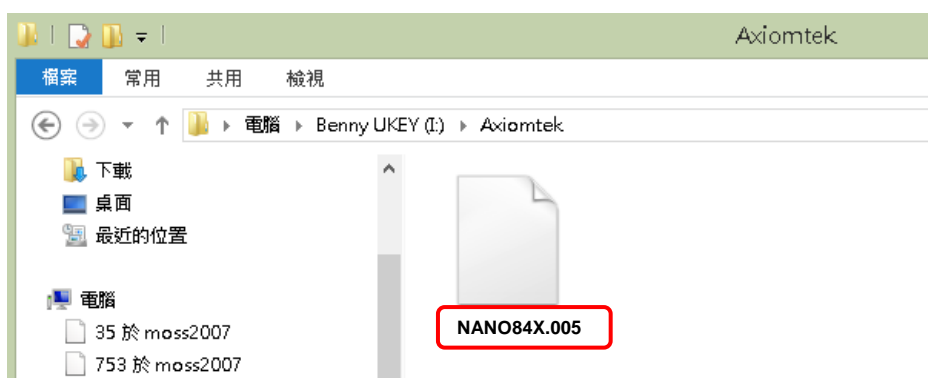 Axiomtek
檔案 常用 共用 檢視
電腦 Benny UKEY (I:) Axiomtek
下載
桌面
最近的位置
電腦
35 於 moss2007
753 於 moss2007
NANO84X.005